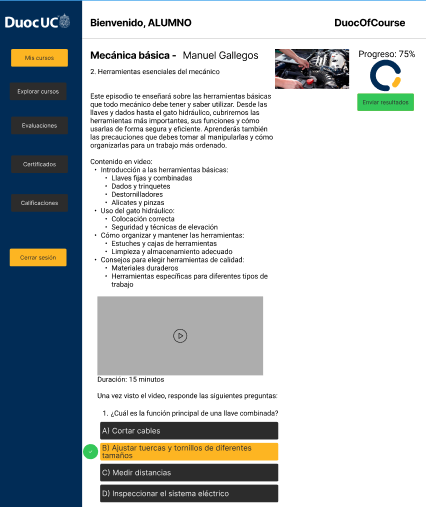 DuocUC
Bienvenido, ALUMNO
DuocOfCourse
Mis cursos
Explorar cursos
Evaluaciones
Certificados
Calificaciones
Cerrar sesión
Mecánica básica - Manuel Gallegos
2. Herramientas esenciales del mecánico
Progreso: 75%
Enviar resultados
Este episodio te enseñará sobre las herramientas básicas
que todo mecánico debe tener y saber utilizar. Desde las
llaves y dados hasta el gato hidráulico, cubriremos las
herramientas más importantes, sus funciones y cómo
usarlas de forma segura y eficiente. Aprenderás también
las precauciones que debes tomar al manipularlas y cómo
organizarlas para un trabajo más ordenado.
Contenido en video:
• Introducción a las herramientas básicas:
• Llaves fijas y combinadas
• Dados y trinquetes
• Destornilladores
• Alicates y pinzas
• Uso del gato hidráulico:
• Colocación correcta
• Seguridad y técnicas de elevación
• Cómo organizar y mantener las herramientas:
• Estuches y cajas de herramientas
• Limpieza y almacenamiento adecuado
• Consejos para elegir herramientas de calidad:
• Materiales duraderos
• Herramientas específicas para diferentes tipos de
trabajo
Duración: 15 minutos
Una vez visto el video, responde las siguientes preguntas:
1. ¿Cuál es la función principal de una llave combinada?
A) Cortar cables
B) Ajustar tuercas y tornillos de diferentes
tamaños
C) Medir distancias
D) Inspeccionar el sistema eléctrico